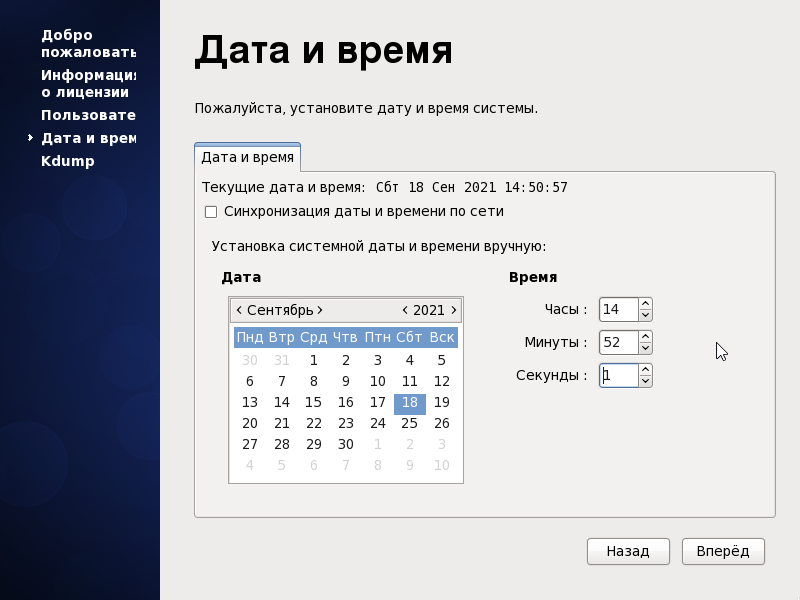 Добро
пожаловать
Информация
о лицензии
Пользовате
Дата и врем
Kdump
Дата и время
Пожалуйста, установите дату и время системы.
Дата и время
Текущие дата и время: Сбт 18 Сен 2021 14:50:57
Синхронизация даты и времени по сети
Установка системной даты и времени вручную:
Дата
Время
< Сентябрь > < 2021 >
Пнд Втр Срд Чтв Птн Сбт Вск
30 31 1 2 3 4 5
6 7 8 9 10 11 12
13 14 15 16 17 18 19
20 21 22 23 24 25 26
27 28 29 30 1 2 3
4 5 6 7 8 9 10
Часы : 14
Минуты : 52
Секунды : 1
Назад
Вперёд